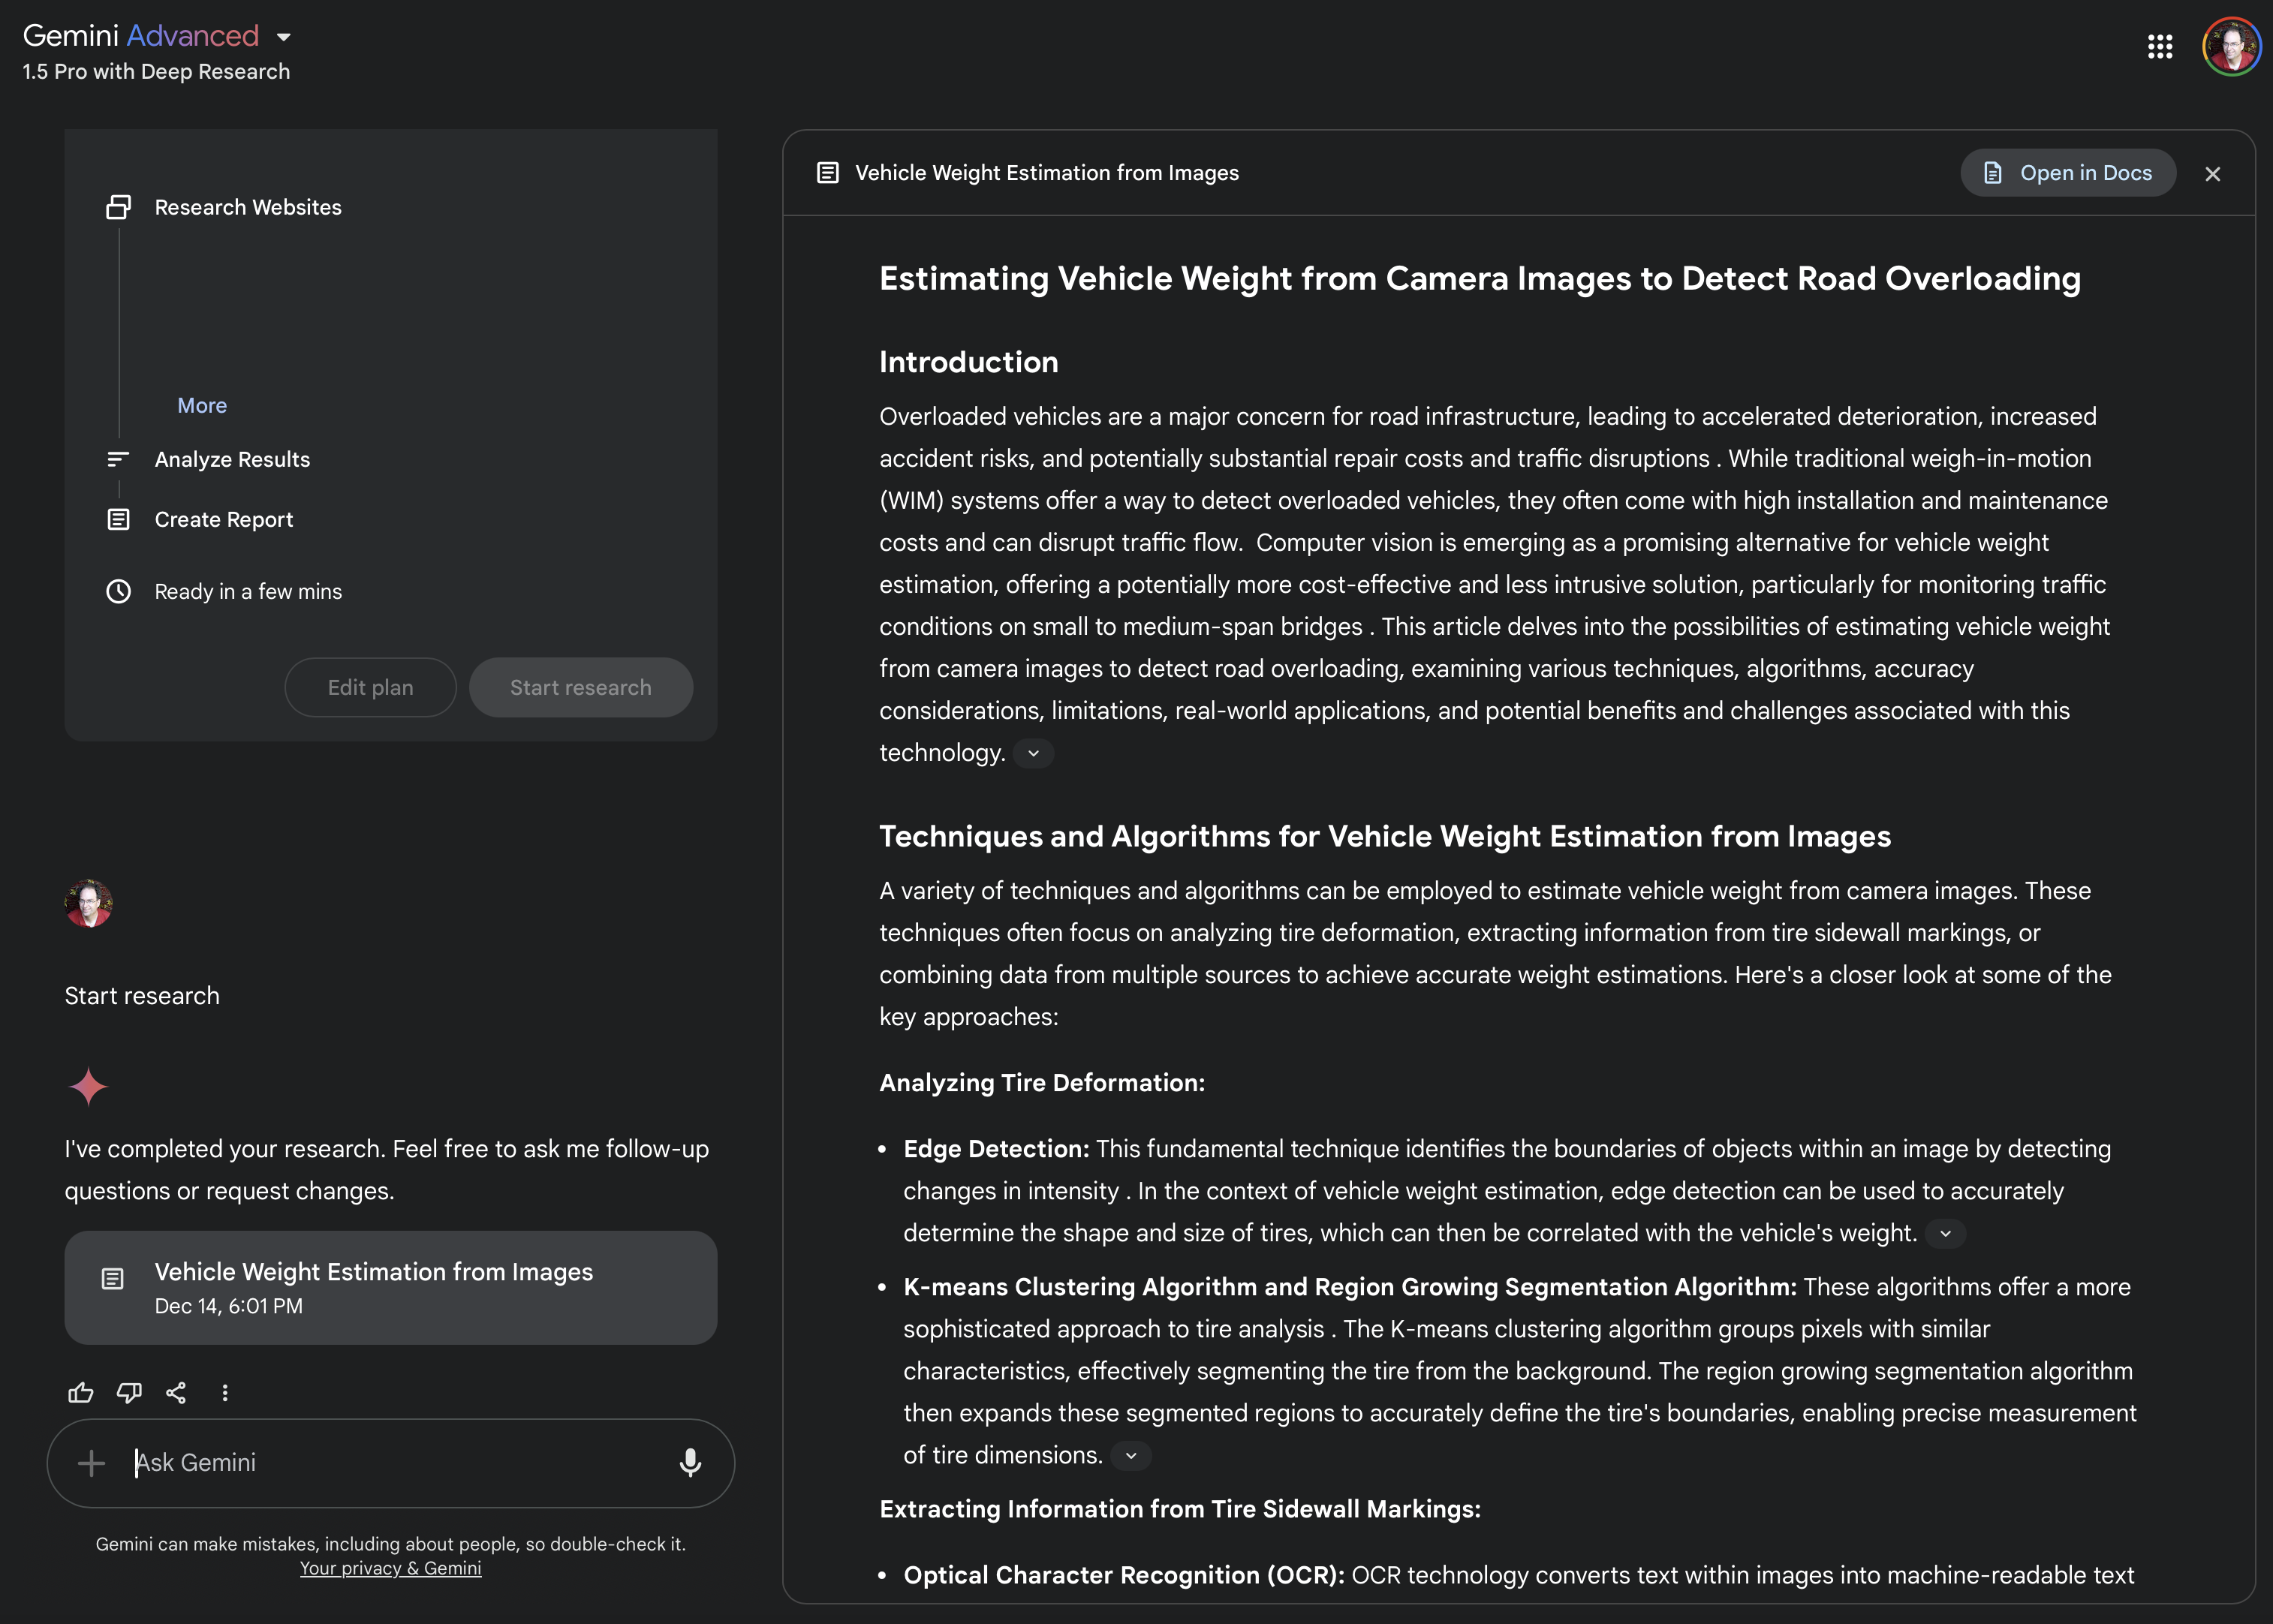 Gemini Advanced
1.5 Pro with Deep Research
Research Websites
More
Analyze Results
Create Report
Ready in a few mins
Edit plan
Start research
Start research
I've completed your research. Feel free to ask me follow-up
questions or request changes.
Vehicle Weight Estimation from Images
Dec 14, 6:01 PM
Ask Gemini
Gemini can make mistakes, including about people, so double-check it.
Your privacy & Gemini
Vehicle Weight Estimation from Images
Open in Docs
Estimating Vehicle Weight from Camera Images to Detect Road Overloading
Introduction
Overloaded vehicles are a major concern for road infrastructure, leading to accelerated deterioration, increased
accident risks, and potentially substantial repair costs and traffic disruptions . While traditional weigh-in-motion
(WIM) systems offer a way to detect overloaded vehicles, they often come with high installation and maintenance
costs and can disrupt traffic flow.  Computer vision is emerging as a promising alternative for vehicle weight
estimation, offering a potentially more cost-effective and less intrusive solution, particularly for monitoring traffic
conditions on small to medium-span bridges . This article delves into the possibilities of estimating vehicle weight
from camera images to detect road overloading, examining various techniques, algorithms, accuracy
considerations, limitations, real-world applications, and potential benefits and challenges associated with this
technology.
Techniques and Algorithms for Vehicle Weight Estimation from Images
A variety of techniques and algorithms can be employed to estimate vehicle weight from camera images. These
techniques often focus on analyzing tire deformation, extracting information from tire sidewall markings, or
combining data from multiple sources to achieve accurate weight estimations. Here's a closer look at some of the
key approaches:
Analyzing Tire Deformation:
• Edge Detection: This fundamental technique identifies the boundaries of objects within an image by detecting
changes in intensity . In the context of vehicle weight estimation, edge detection can be used to accurately
determine the shape and size of tires, which can then be correlated with the vehicle's weight.
• K-means Clustering Algorithm and Region Growing Segmentation Algorithm: These algorithms offer a more
sophisticated approach to tire analysis . The K-means clustering algorithm groups pixels with similar
characteristics, effectively segmenting the tire from the background. The region growing segmentation algorithm
then expands these segmented regions to accurately define the tire's boundaries, enabling precise measurement
of tire dimensions.
Extracting Information from Tire Sidewall Markings:
• Optical Character Recognition (OCR): OCR technology converts text within images into machine-readable text